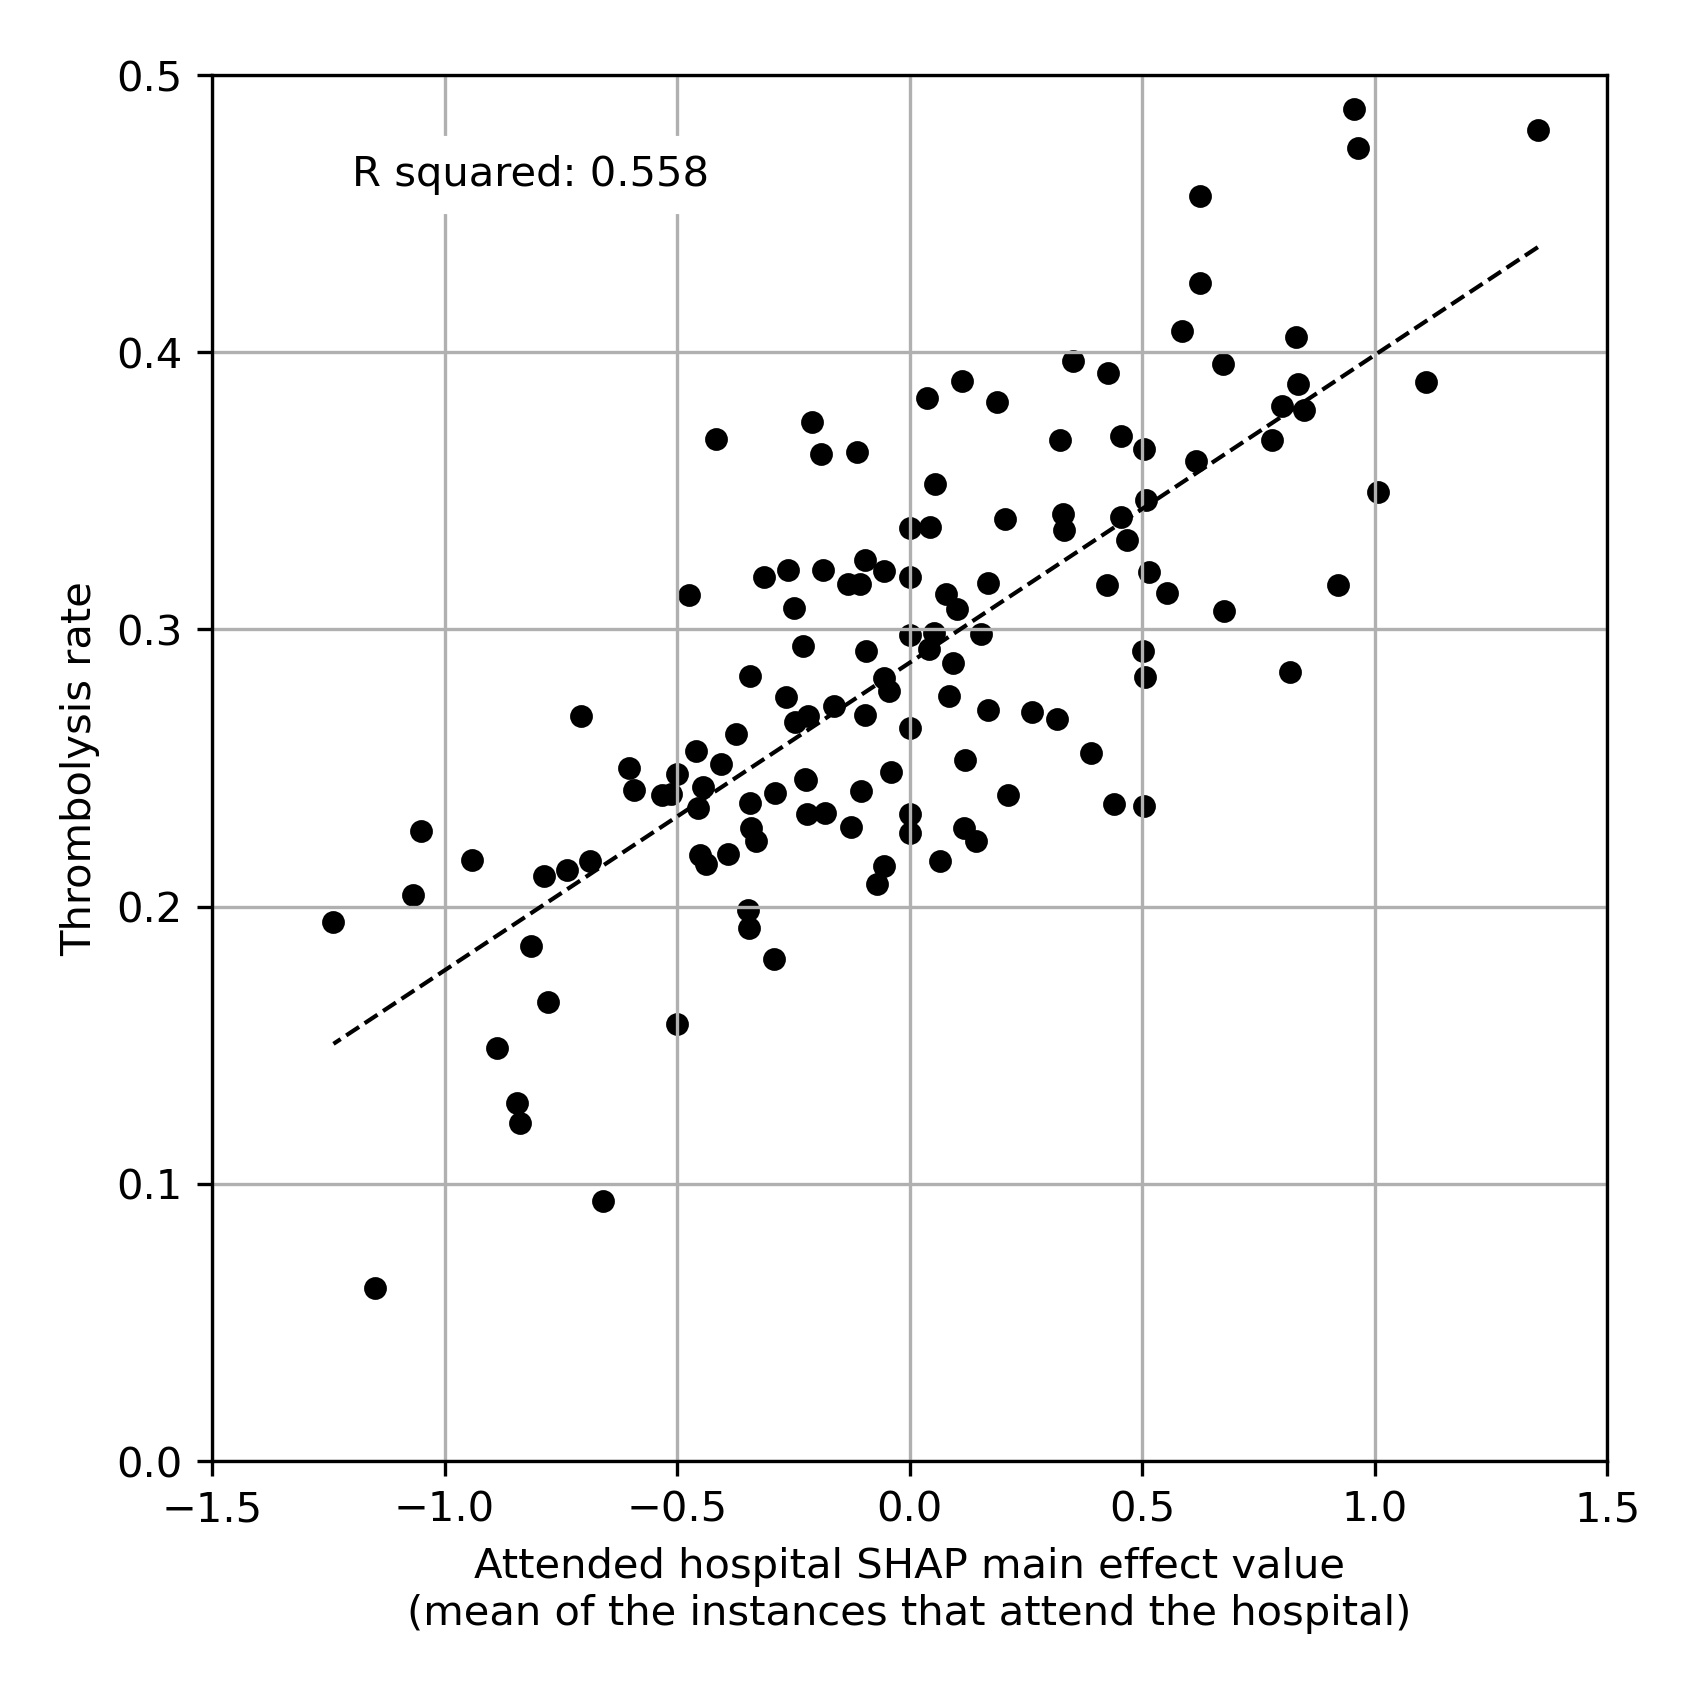 R squared: 0.558
Thrombolysis rate
0.5
0.4
0.3
0.2
0.1
0.0
−1.5 −1.0 −0.5 0.0 0.5 1.0 1.5
Attended hospital SHAP main effect value
(mean of the instances that attend the hospital)